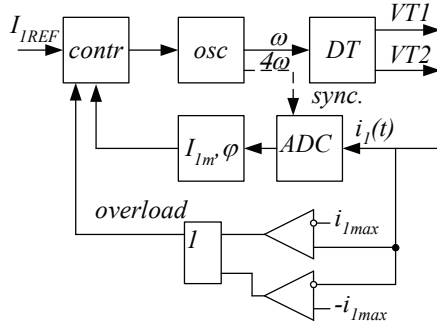 I1REF
contr
osc
ω
4ω
DT
VT1
VT2
sync.
I1m, φ
ADC
i1(t)
overload
1
i1max
-i1max